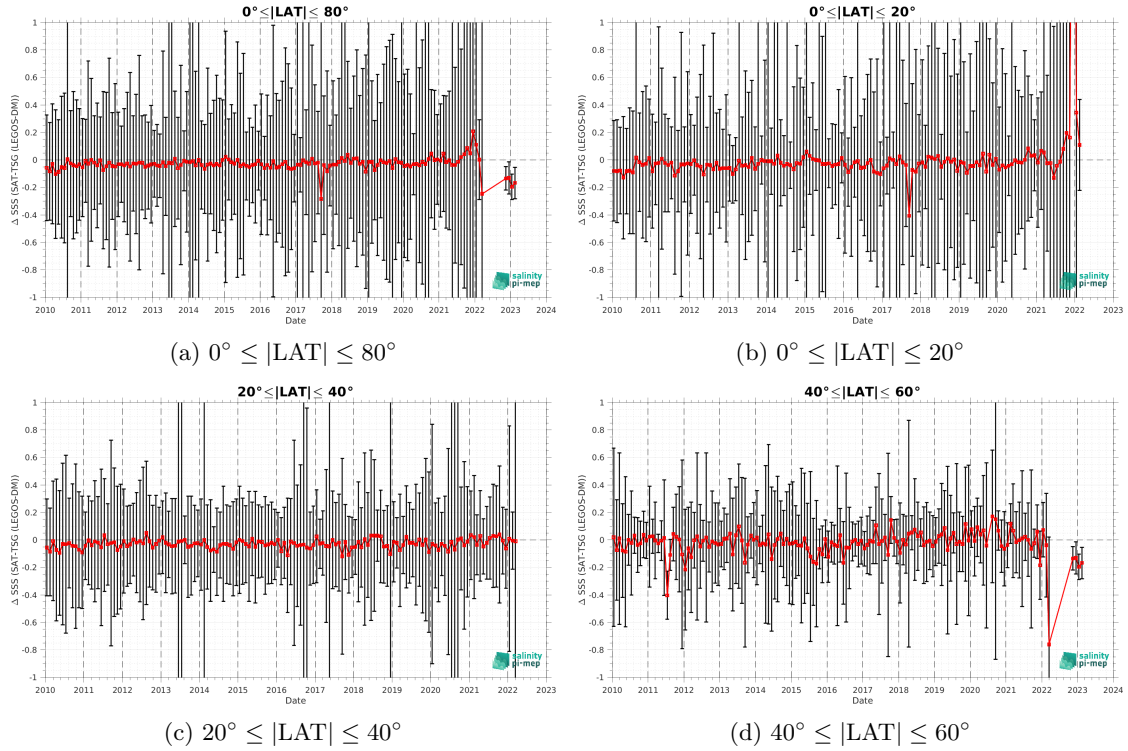 0°≤|LAT|≤ 80°
1
0.8
0.6
0.4
0.2
0
-0.2
-0.4
-0.6
-0.8
-1
Δ SSS (SAT-TSG (LEGOS-DM))
2010 2011 2012 2013 2014 2015 2016 2017 2018 2019 2020 2021 2022 2023 2024
Date
salinity
pi-mep
(a) 0° ≤ |LAT| ≤ 80°
0°≤|LAT|≤ 20°
1
0.8
0.6
0.4
0.2
0
-0.2
-0.4
-0.6
-0.8
-1
Δ SSS (SAT-TSG (LEGOS-DM))
2010 2011 2012 2013 2014 2015 2016 2017 2018 2019 2020 2021 2022 2023
Date
salinity
pi-mep
(b) 0° ≤ |LAT| ≤ 20°
20°≤|LAT|≤ 40°
1
0.8
0.6
0.4
0.2
0
-0.2
-0.4
-0.6
-0.8
-1
Δ SSS (SAT-TSG (LEGOS-DM))
2010 2011 2012 2013 2014 2015 2016 2017 2018 2019 2020 2021 2022 2023
Date
salinity
pi-mep
(c) 20° ≤ |LAT| ≤ 40°
40°≤|LAT|≤ 60°
1
0.8
0.6
0.4
0.2
0
-0.2
-0.4
-0.6
-0.8
-1
Δ SSS (SAT-TSG (LEGOS-DM))
2010 2011 2012 2013 2014 2015 2016 2017 2018 2019 2020 2021 2022 2023 2024
Date
salinity
pi-mep
(d) 40° ≤ |LAT| ≤ 60°